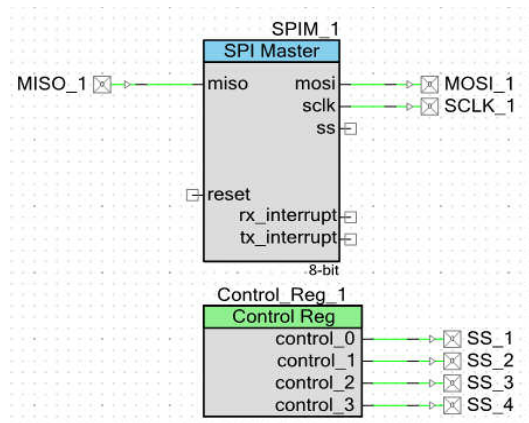 SPIM_1
SPI Master
MISO_1 miso mosi MOSI_1
sclk SCLK_1
ss
reset
rx_interrupt
tx_interrupt
8-bit
Control_Reg_1
Control Reg
control_0 SS_1
control_1 SS_2
control_2 SS_3
control_3 SS_4